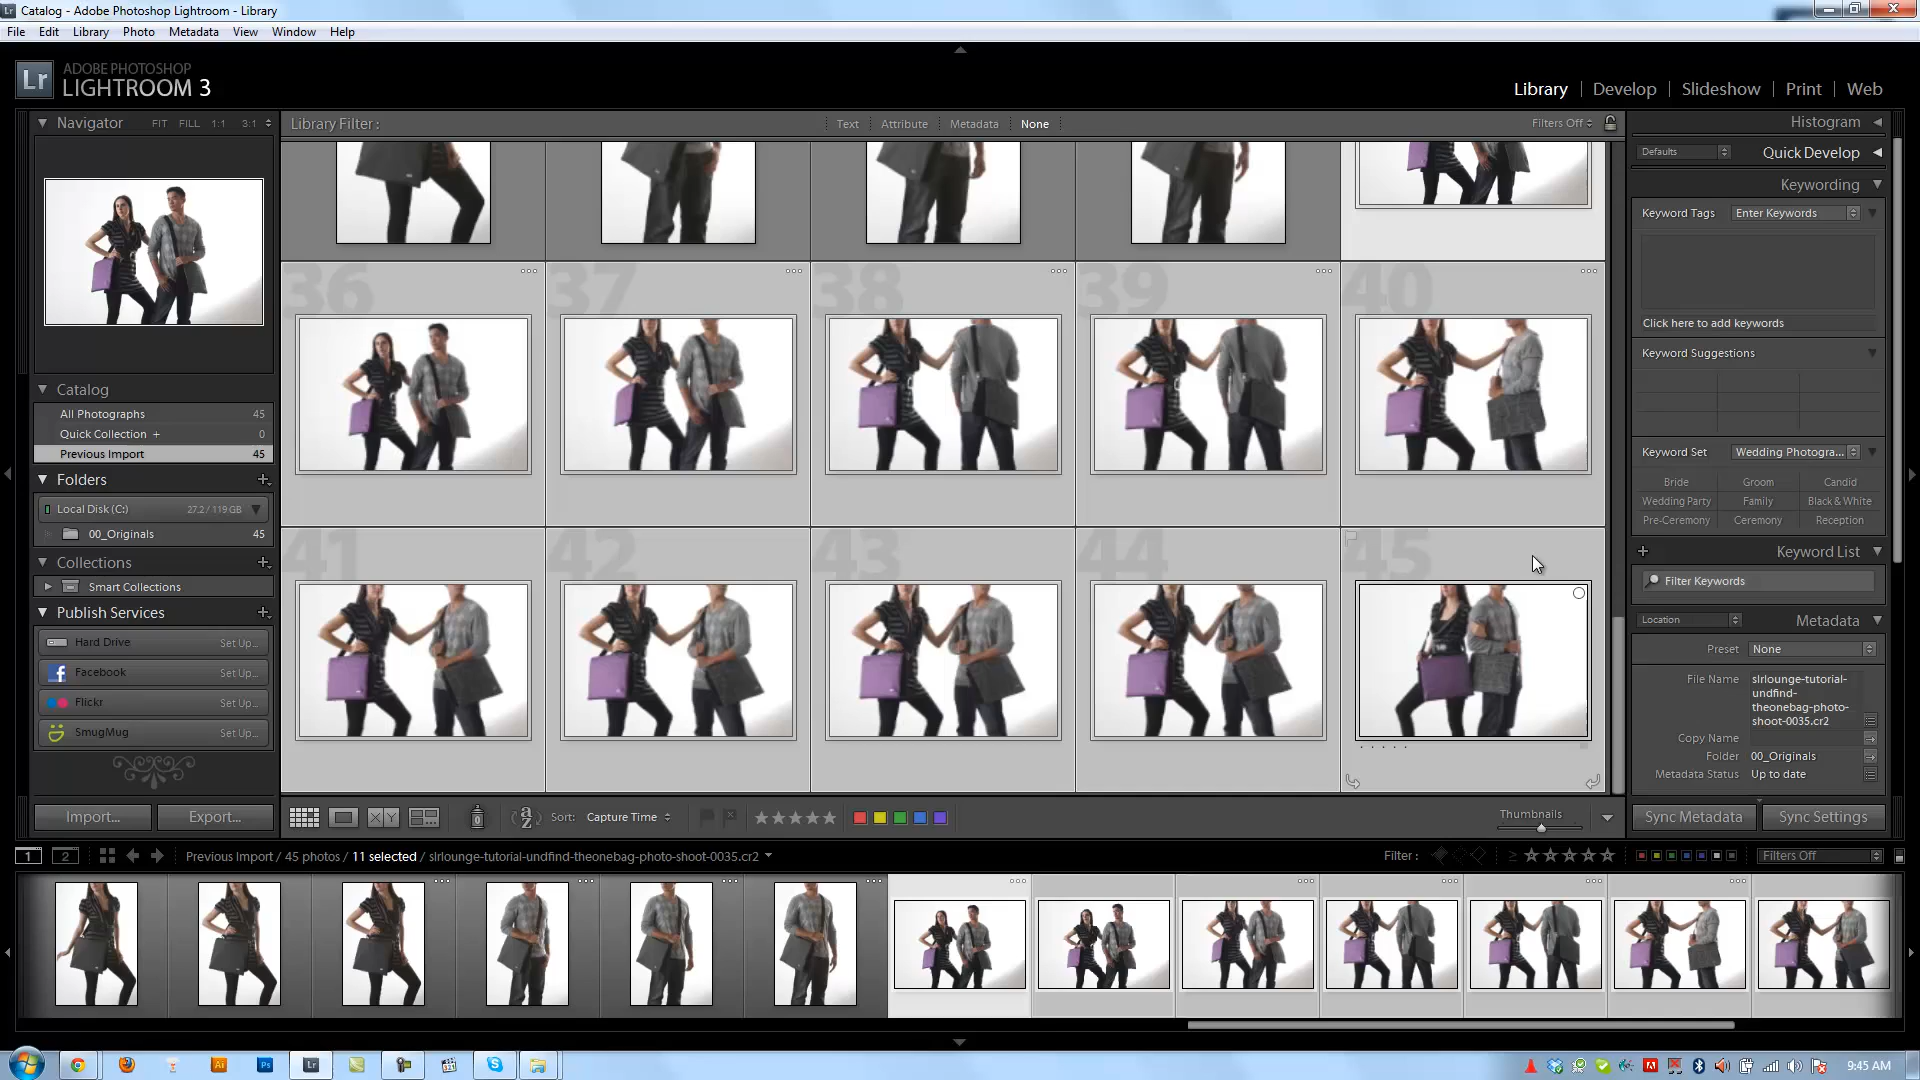 Catalog - Adobe Photoshop Lightroom - Library
File Edit Library Photo Metadata View Window Help
Lr ADOBE PHOTOSHOP
LIGHTROOM 3
Library | Develop | Slideshow | Print | Web
Navigator FIT FILL 1:1 3:1
Library Filter : Text Attribute Metadata None Filters Off
Histogram
Defaults Quick Develop
Keywording
Keyword Tags Enter Keywords
Click here to add keywords
Keyword Suggestions
Keyword Set Wedding Photogra...
Bride Groom Candid
Wedding Party Family Black & White
Pre-Ceremony Ceremony Reception
Keyword List
Filter Keywords
Location Metadata
Preset None
File Name slrlounge-tutorial-
undfind-
theonebag-photo-
shoot-0035.cr2
Copy Name
Folder 00_Originals
Metadata Status Up to date
Sync Metadata Sync Settings
Catalog
All Photographs 45
Quick Collection + 0
Previous Import 45
Folders
Local Disk (C:) 27.2 / 119 GB
00_Originals 45
Collections
Smart Collections
Publish Services
Hard Drive Set Up...
Facebook Set Up...
Flickr Set Up...
SmugMug Set Up...
Import... Export...
36 37 38 39 40
41 42 43 44 45
Sort: Capture Time
Thumbnails
1 2 Previous Import / 45 photos / 11 selected / slrlounge-tutorial-undfind-theonebag-photo-shoot-0035.cr2
Filter : Filters Off
Ai Ps Lr
9:45 AM